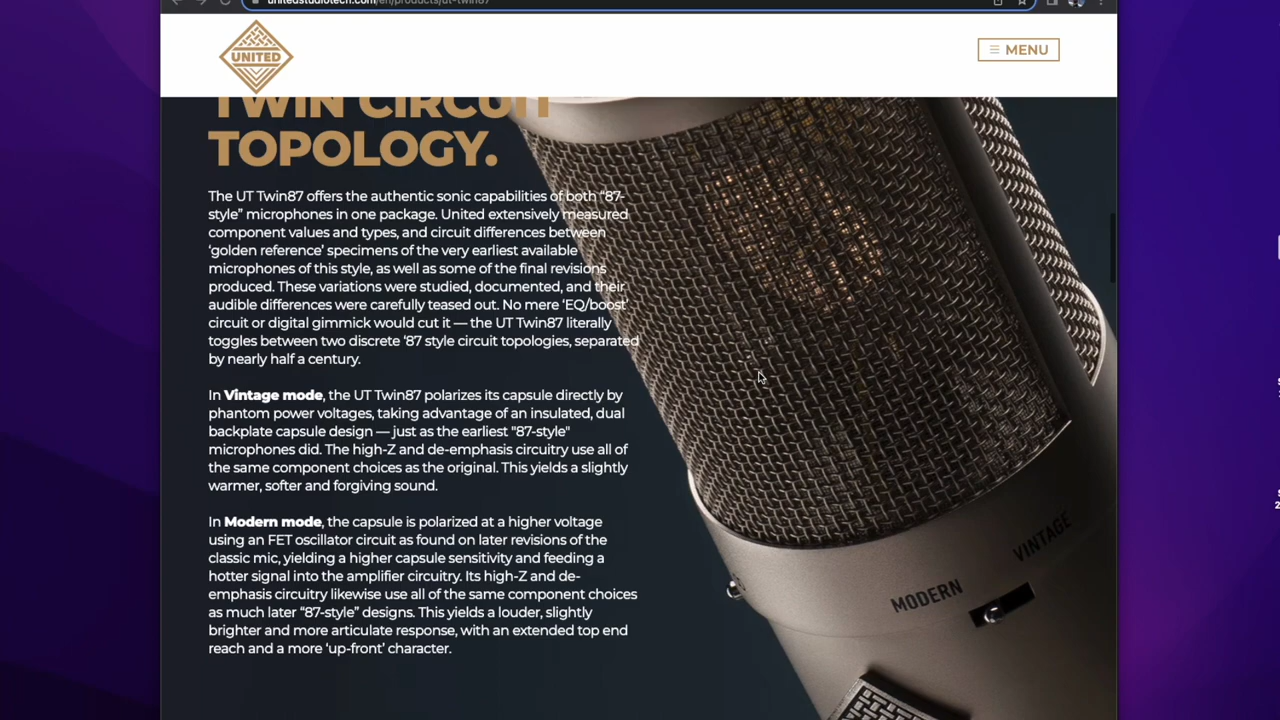 unitedstudiotech.com/en/products/ut-twin87
UNITED
≡ MENU
TWIN CIRCUIT
TOPOLOGY.
The UT Twin87 offers the authentic sonic capabilities of both “87-
style” microphones in one package. United extensively measured
component values and types, and circuit differences between
‘golden reference’ specimens of the very earliest available
microphones of this style, as well as some of the final revisions
produced. These variations were studied, documented, and their
audible differences were carefully teased out. No mere ‘EQ/boost’
circuit or digital gimmick would cut it — the UT Twin87 literally
toggles between two discrete ‘87 style circuit topologies, separated
by nearly half a century.
In Vintage mode, the UT Twin87 polarizes its capsule directly by
phantom power voltages, taking advantage of an insulated, dual
backplate capsule design — just as the earliest "87-style"
microphones did. The high-Z and de-emphasis circuitry use all of
the same component choices as the original. This yields a slightly
warmer, softer and forgiving sound.
In Modern mode, the capsule is polarized at a higher voltage
using an FET oscillator circuit as found on later revisions of the
classic mic, yielding a higher capsule sensitivity and feeding a
hotter signal into the amplifier circuitry. Its high-Z and de-
emphasis circuitry likewise use all of the same component choices
as much later “87-style” designs. This yields a louder, slightly
brighter and more articulate response, with an extended top end
reach and a more ‘up-front’ character.
MODERN
VINTAGE